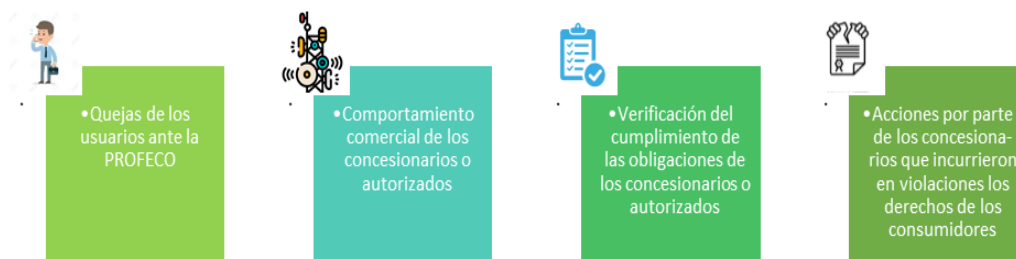 •Quejas de los
usuarios ante la
PROFECO
•Comportamiento
comercial de los
concesionarios o
autorizados
•Verificación del
cumplimiento de
las obligaciones de
los concesionarios o
autorizados
•Acciones por parte
de los concesiona-
rios que incurrieron
en violaciones los
derechos de los
consumidores